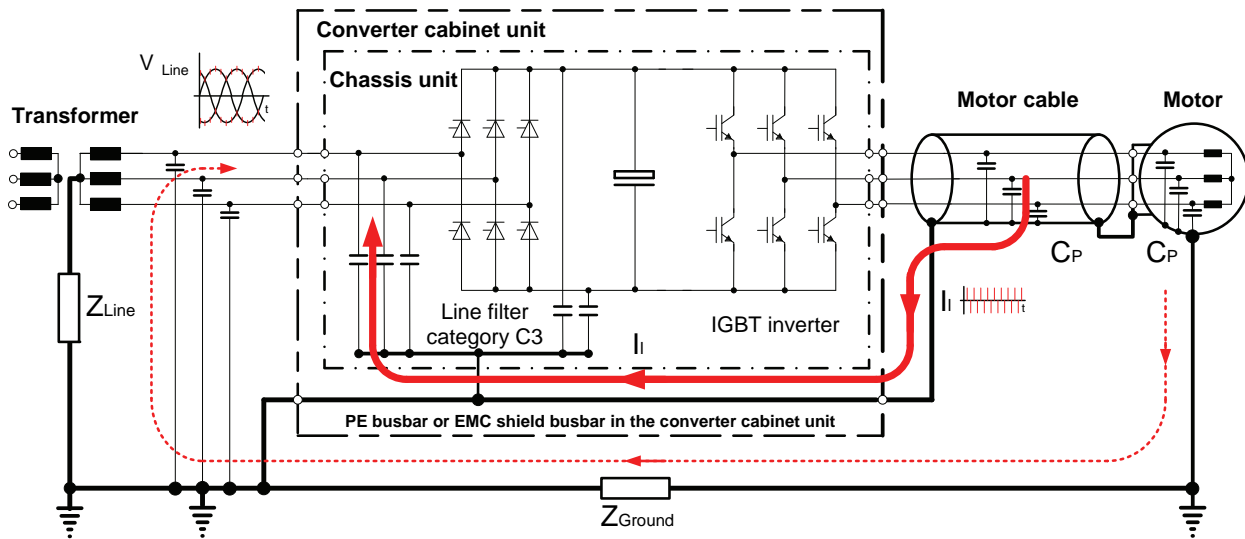 Converter cabinet unit
V Line
Chassis unit
t
Transformer
Motor cable
Motor
ZLine
CP
CP
Line filter
category C3
IGBT inverter
Il
t
Il
PE busbar or EMC shield busbar in the converter cabinet unit
ZGround